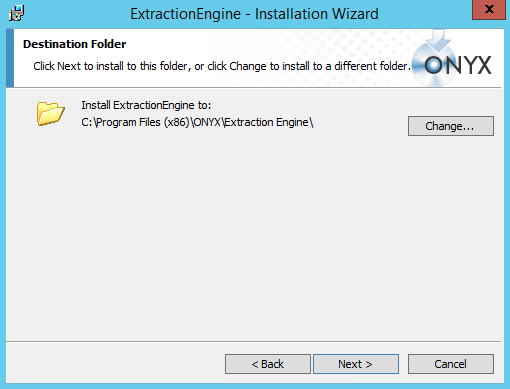 ExtractionEngine - Installation Wizard
x
Destination Folder
Click Next to install to this folder, or click Change to install to a different folder.
ONYX
Install ExtractionEngine to:
C:\Program Files (x86)\ONYX\Extraction Engine\
Change...
< Back
Next >
Cancel